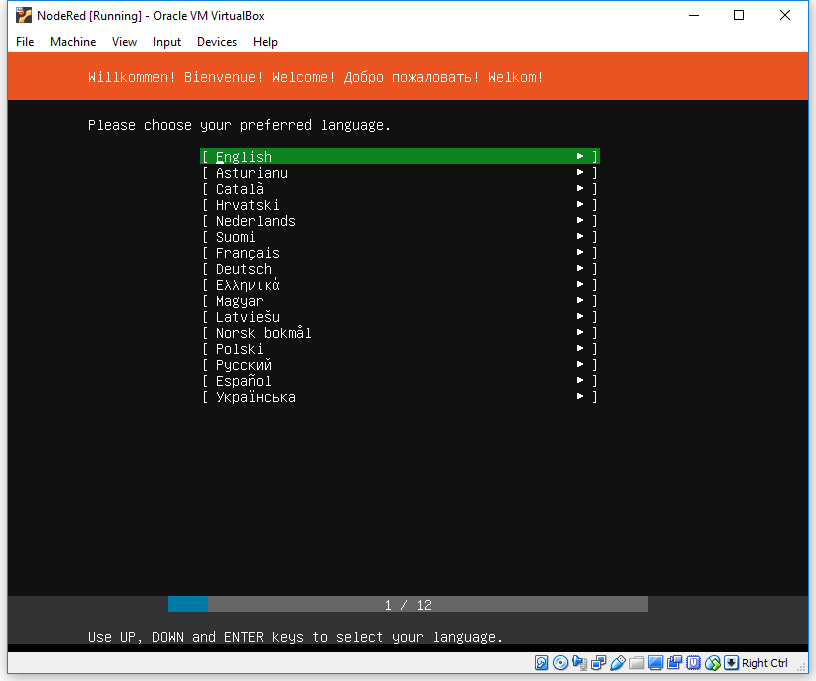 NodeRed [Running] - Oracle VM VirtualBox
File Machine View Input Devices Help
Willkommen! Bienvenue! Welcome! Добро пожаловать! Welkom!
Please choose your preferred language.
[ English ► ]
[ Asturianu ► ]
[ Català ► ]
[ Hrvatski ► ]
[ Nederlands ► ]
[ Suomi ► ]
[ Français ► ]
[ Deutsch ► ]
[ Ελληνικά ► ]
[ Magyar ► ]
[ Latviešu ► ]
[ Norsk bokmål ► ]
[ Polski ► ]
[ Русский ► ]
[ Español ► ]
[ Українська ► ]
1 / 12
Use UP, DOWN and ENTER keys to select your language.
Right Ctrl